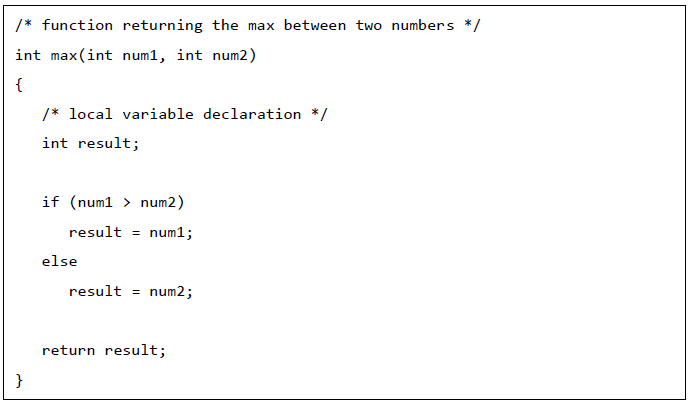 /* function returning the max between two numbers */
int max(int num1, int num2)
{
   /* local variable declaration */
   int result;

   if (num1 > num2)
      result = num1;
   else
      result = num2;

   return result;
}